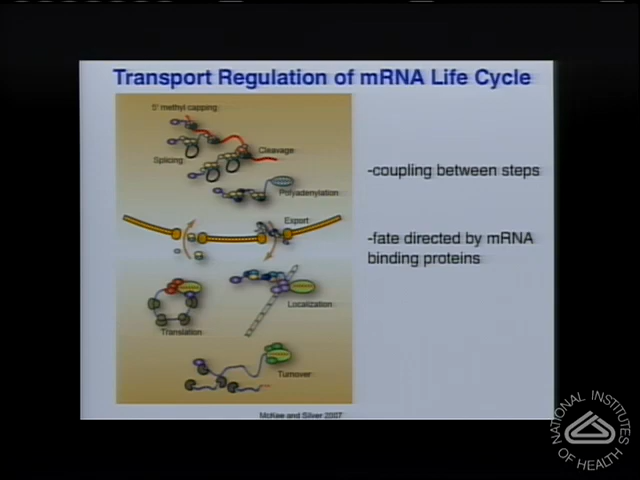 Transport Regulation of mRNA Life Cycle
5' methyl capping
Cleavage
Splicing
Polyadenylation
Export
Localization
Translation
Turnover
McKee and Silver 2007
-coupling between steps
-fate directed by mRNA
binding proteins
NATIONAL INSTITUTES
OF HEALTH